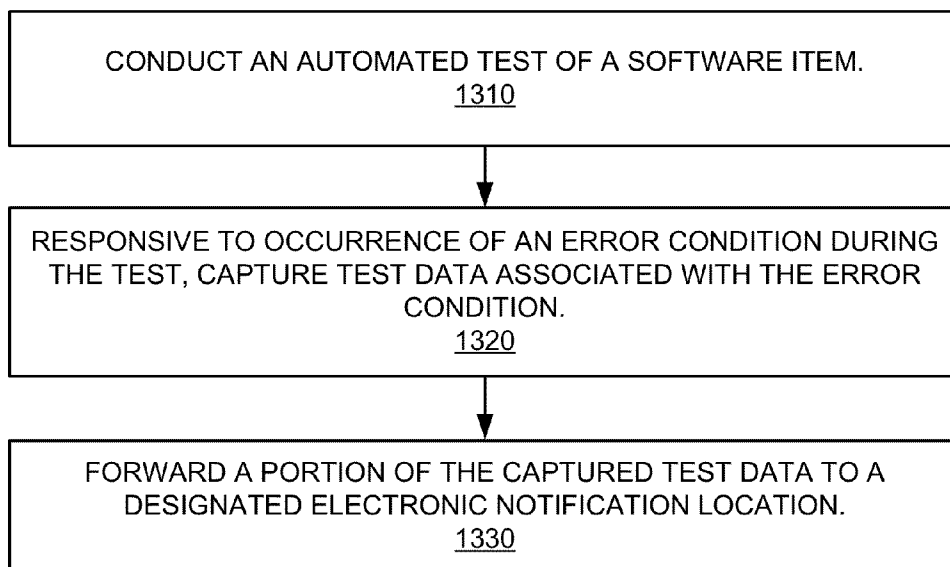 CONDUCT AN AUTOMATED TEST OF A SOFTWARE ITEM.
1310
RESPONSIVE TO OCCURRENCE OF AN ERROR CONDITION DURING
THE TEST, CAPTURE TEST DATA ASSOCIATED WITH THE ERROR
CONDITION.
1320
FORWARD A PORTION OF THE CAPTURED TEST DATA TO A
DESIGNATED ELECTRONIC NOTIFICATION LOCATION.
1330